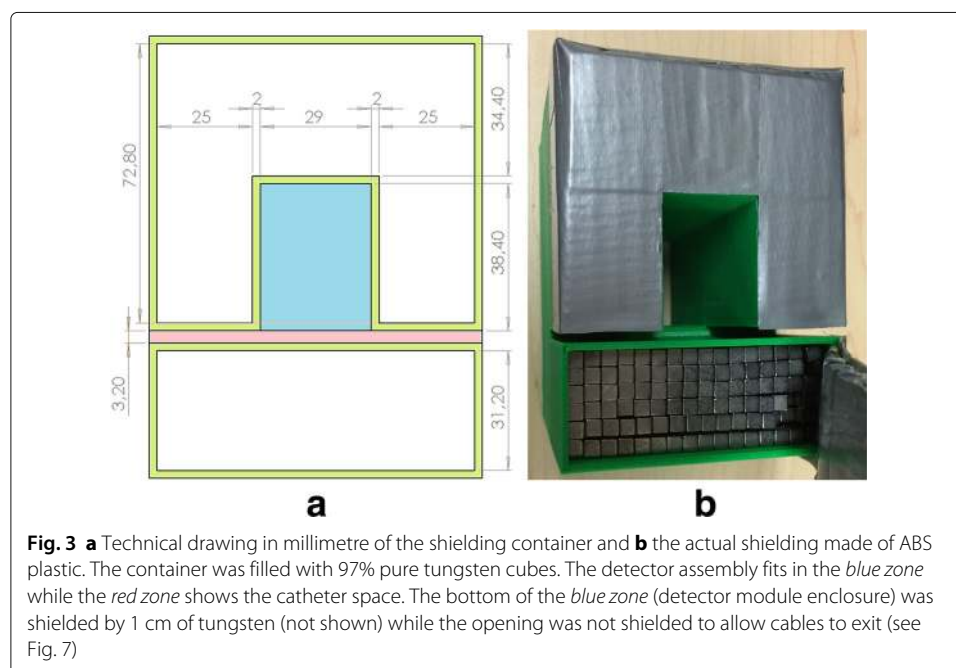 2
2
25
29
25
34,40
72,80
38,40
3,20
31,20
a
b
Fig. 3 a Technical drawing in millimetre of the shielding container and b the actual shielding made of ABS
plastic. The container was filled with 97% pure tungsten cubes. The detector assembly fits in the blue zone
while the red zone shows the catheter space. The bottom of the blue zone (detector module enclosure) was
shielded by 1 cm of tungsten (not shown) while the opening was not shielded to allow cables to exit (see
Fig. 7)